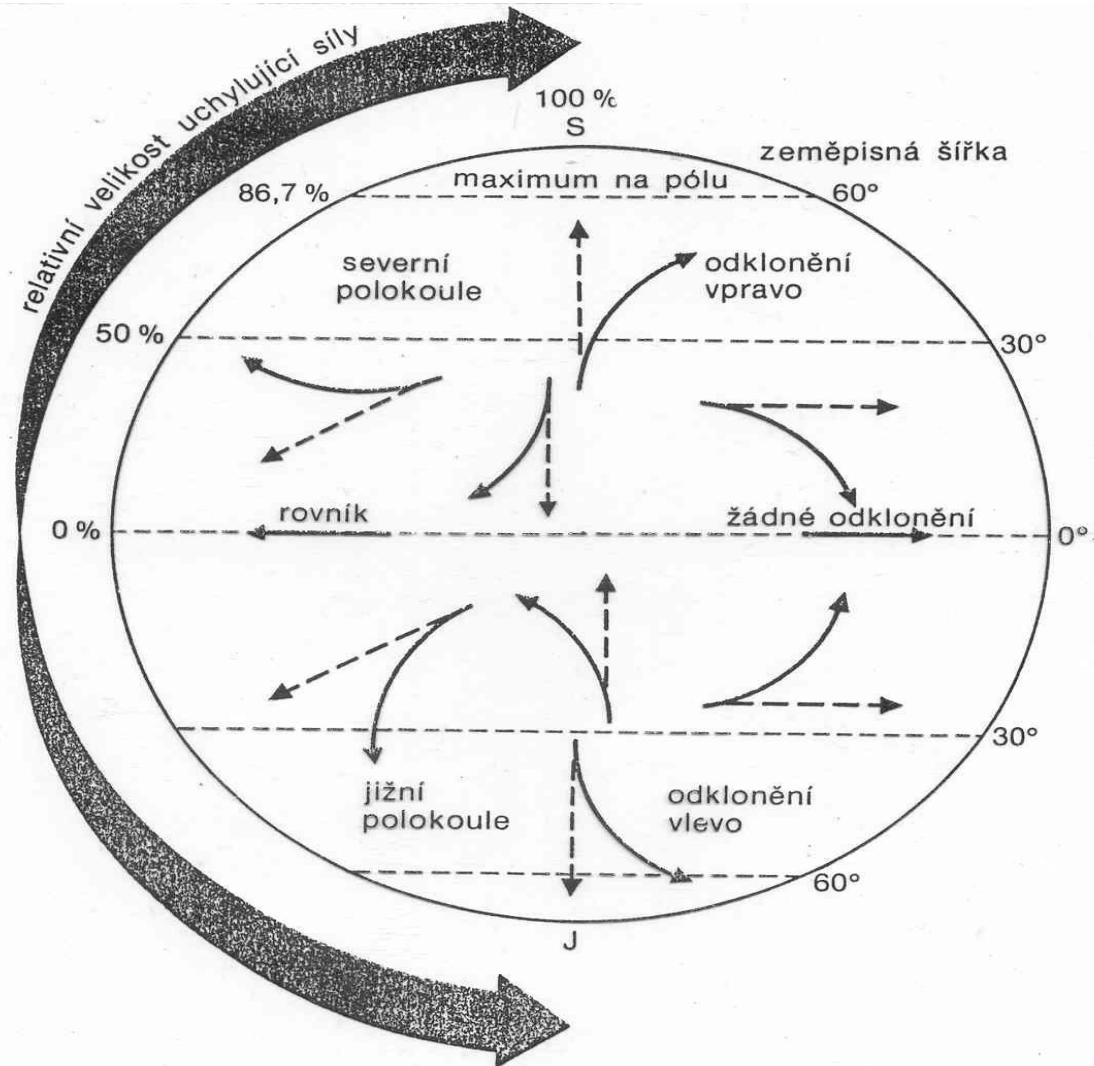 relativní velikost uchylující síly
100 %
S
zeměpisná šířka
86,7 %
maximum na pólu
60°
severní
polokoule
odklonění
vpravo
50 %
30°
rovník
žádné odklonění
0 %
0°
30°
jižní
polokoule
odklonění
vlevo
60°
J